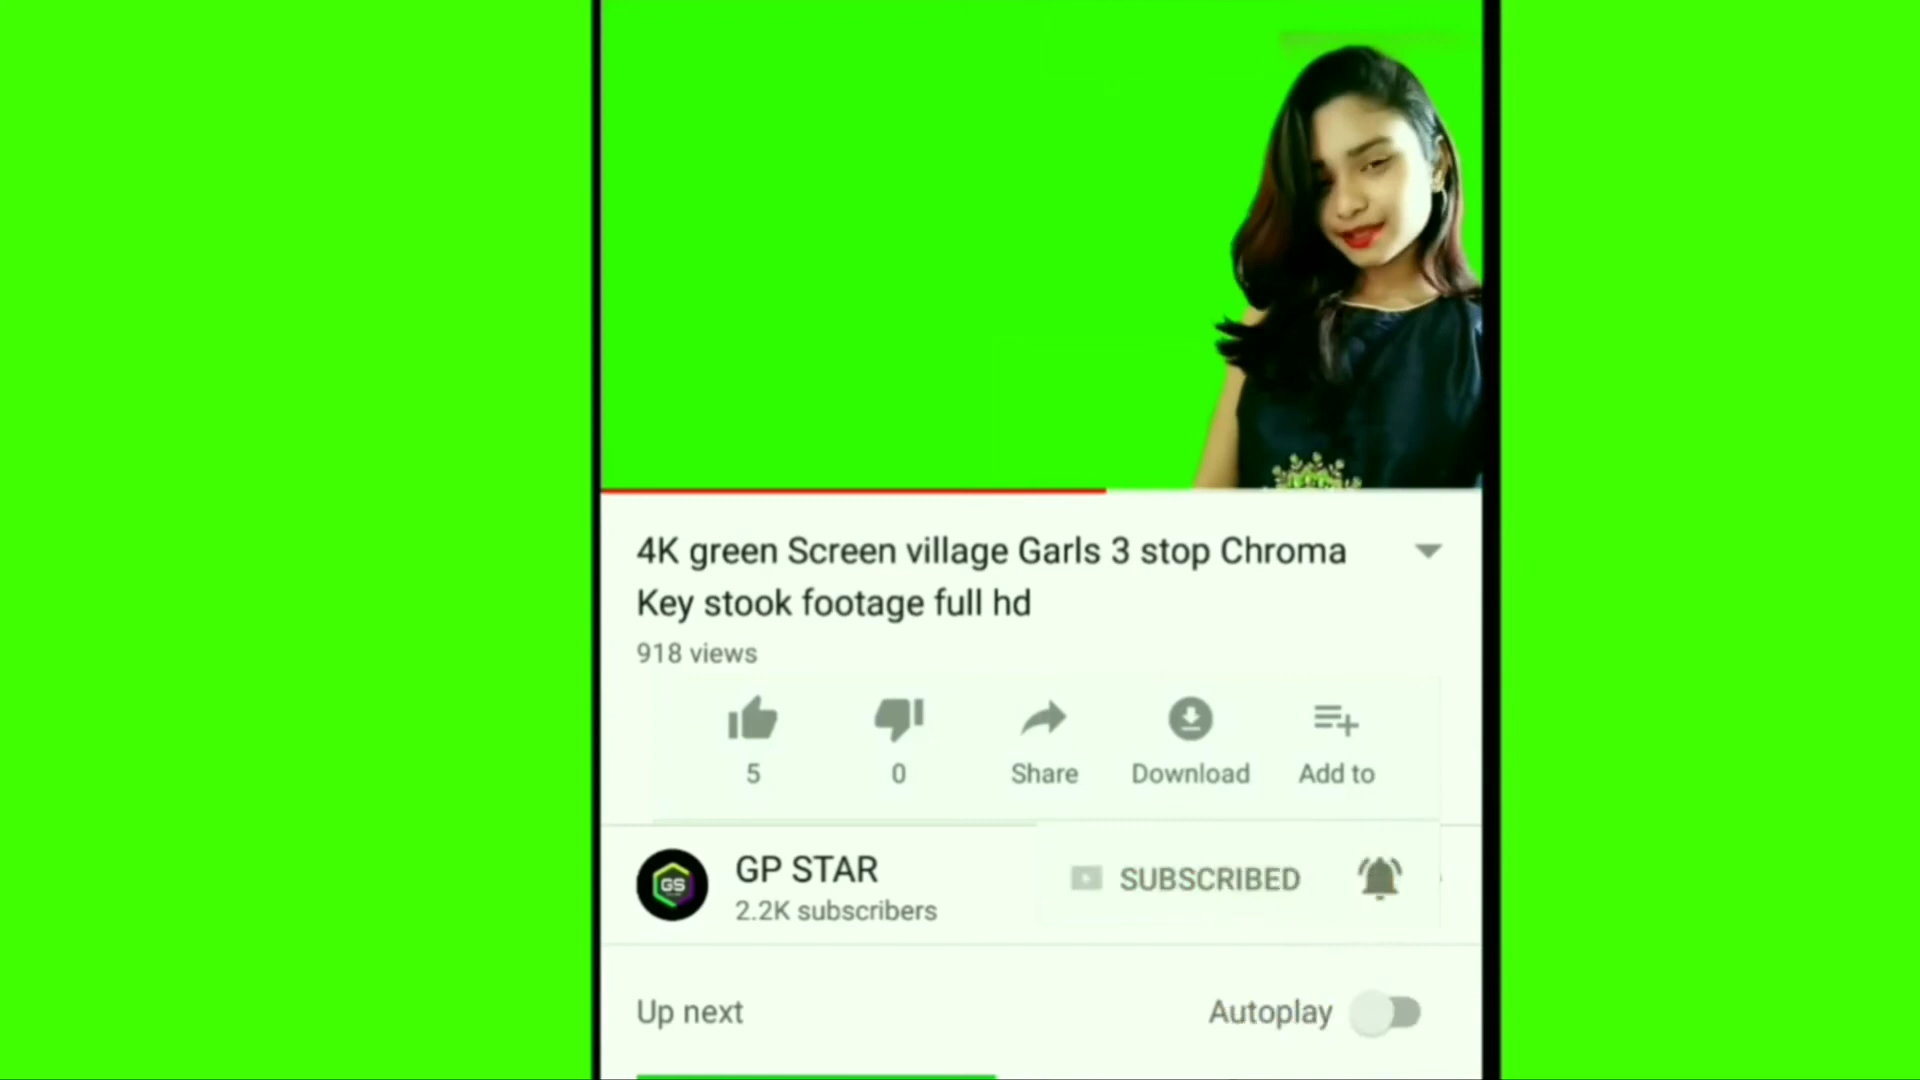 4K green Screen village Garls 3 stop Chroma
Key stook footage full hd
918 views
5
0
Share
Download
Add to
GS
GP STAR
2.2K subscribers
SUBSCRIBED
Up next
Autoplay